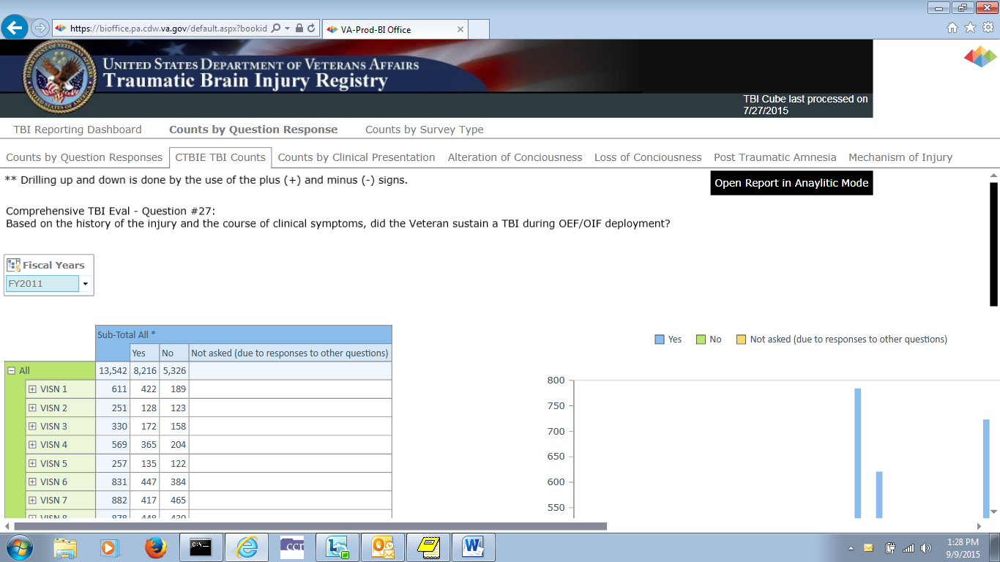 https://bioffice.pa.cdw.va.gov/default.aspx?bookid
VA-Prod-BI Office
UNITED STATES DEPARTMENT OF VETERANS AFFAIRS
Traumatic Brain Injury Registry
TBI Cube last processed on
7/27/2015
TBI Reporting Dashboard Counts by Question Response Counts by Survey Type
Counts by Question Responses CTBIE TBI Counts Counts by Clinical Presentation Alteration of Conciousness Loss of Conciousness Post Traumatic Amnesia Mechanism of Injury
** Drilling up and down is done by the use of the plus (+) and minus (-) signs.
Open Report in Anaylitic Mode
Comprehensive TBI Eval - Question #27:
Based on the history of the injury and the course of clinical symptoms, did the Veteran sustain a TBI during OEF/OIF deployment?
Fiscal Years
FY2011
Sub-Total All *
Yes No Not asked (due to responses to other questions)
All 13,542 8,216 5,326
VISN 1 611 422 189
VISN 2 251 128 123
VISN 3 330 172 158
VISN 4 569 365 204
VISN 5 257 135 122
VISN 6 831 447 384
VISN 7 882 417 465
VISN 8 878 448 430
Yes No Not asked (due to responses to other questions)
800
750
700
650
600
550
C:\-
CCI
1:28 PM
9/9/2015